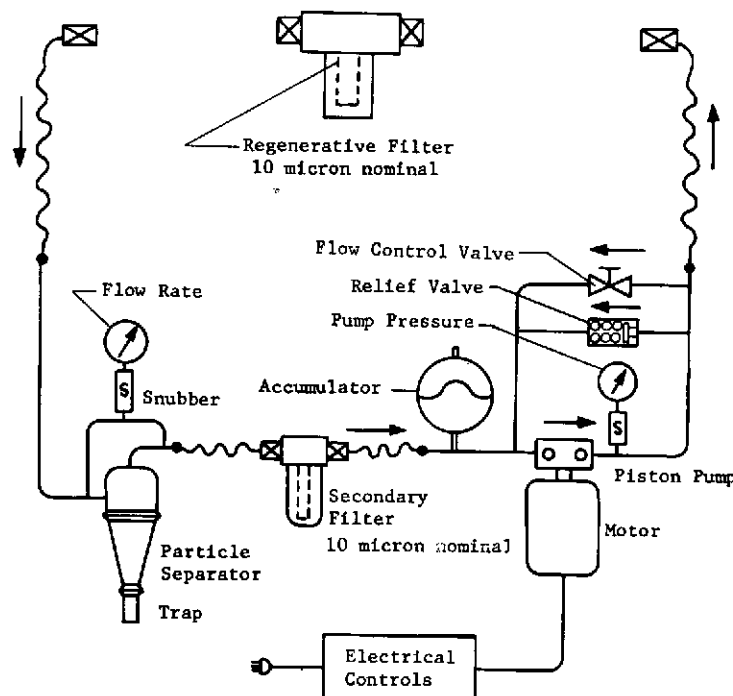 Regenerative Filter
10 micron nominal
Flow Control Valve
Flow Rate
Relief Valve
Pump Pressure
S
Snubber
Accumulator
S
Piston Pump
Secondary
Filter
10 micron nominal
Motor
Particle
Separator
Trap
Electrical
Controls